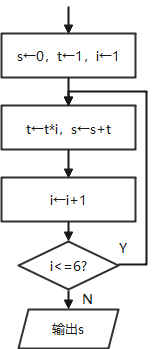 s←0，t←1，i←1
t←t*i，s←s+t
i←i+1
i<=6?
Y
N
输出s